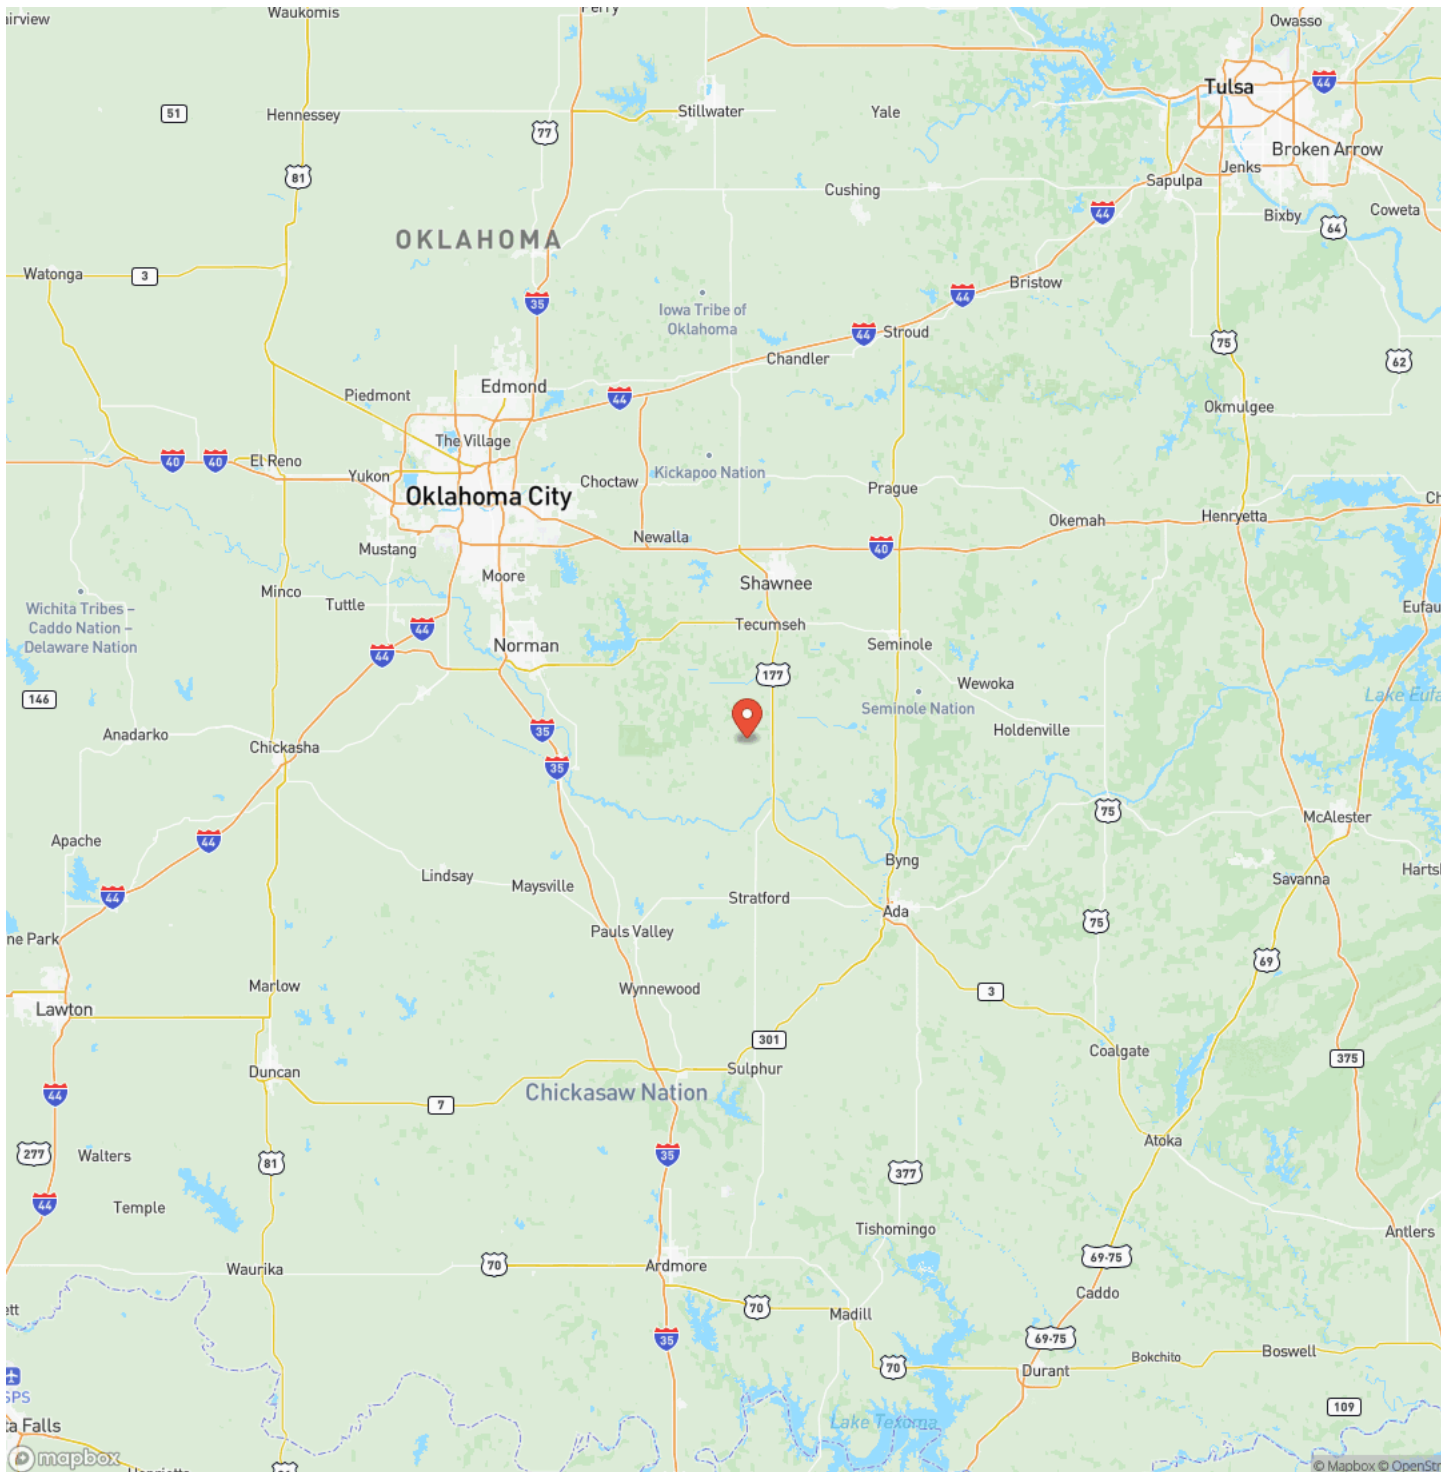 Waukomis
51
Hennessey
77
Stillwater
Yale
Owasso
Tulsa
44
Broken Arrow
Jenks
Sapulpa
81
Cushing
44
Bixby
Coweta
64
OKLAHOMA
Watonga
3
35
Iowa Tribe of
Oklahoma
44
Bristow
44
Stroud
Chandler
75
62
Piedmont
Edmond
44
Okmulgee
The Village
40
40
El Reno
Yukon
Kickapoo Nation
Choctaw
Oklahoma City
Prague
Okemah
Henryetta
Newalla
40
Mustang
Moore
Shawnee
Minco
Tuttle
Wichita Tribes –
Caddo Nation –
Delaware Nation
44
Tecumseh
44
Norman
Seminole
177
Wewoka
146
Seminole Nation
Anadarko
Chickasha
35
35
Holdenville
75
McAlester
Apache
44
Byng
Lindsay
Maysville
Savanna
44
Stratford
Ada
75
Pauls Valley
69
Marlow
Wynnewood
3
Lawton
301
Coalgate
375
Duncan
Sulphur
44
Chickasaw Nation
7
Atoka
277
Walters
81
35
377
44
Temple
Tishomingo
Antlers
Waurika
70
Ardmore
69-75
Caddo
70
Madill
35
69-75
Bokchito
Boswell
70
Durant
109
Lake Texoma
mapbox
© Mapbox ©